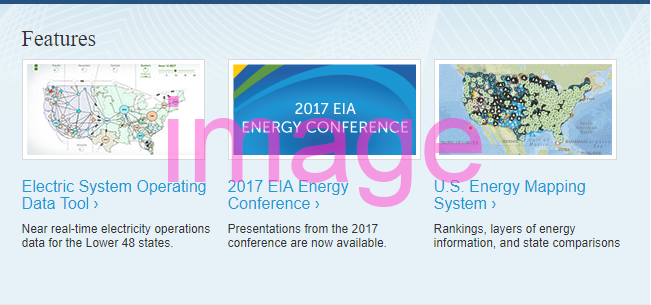 Features
2017 EIA
ENERGY CONFERENCE
image
Electric System Operating
Data Tool ›
2017 EIA Energy
Conference ›
U.S. Energy Mapping
System ›
Near real-time electricity operations
data for the Lower 48 states.
Presentations from the 2017
conference are now available.
Rankings, layers of energy
information, and state comparisons